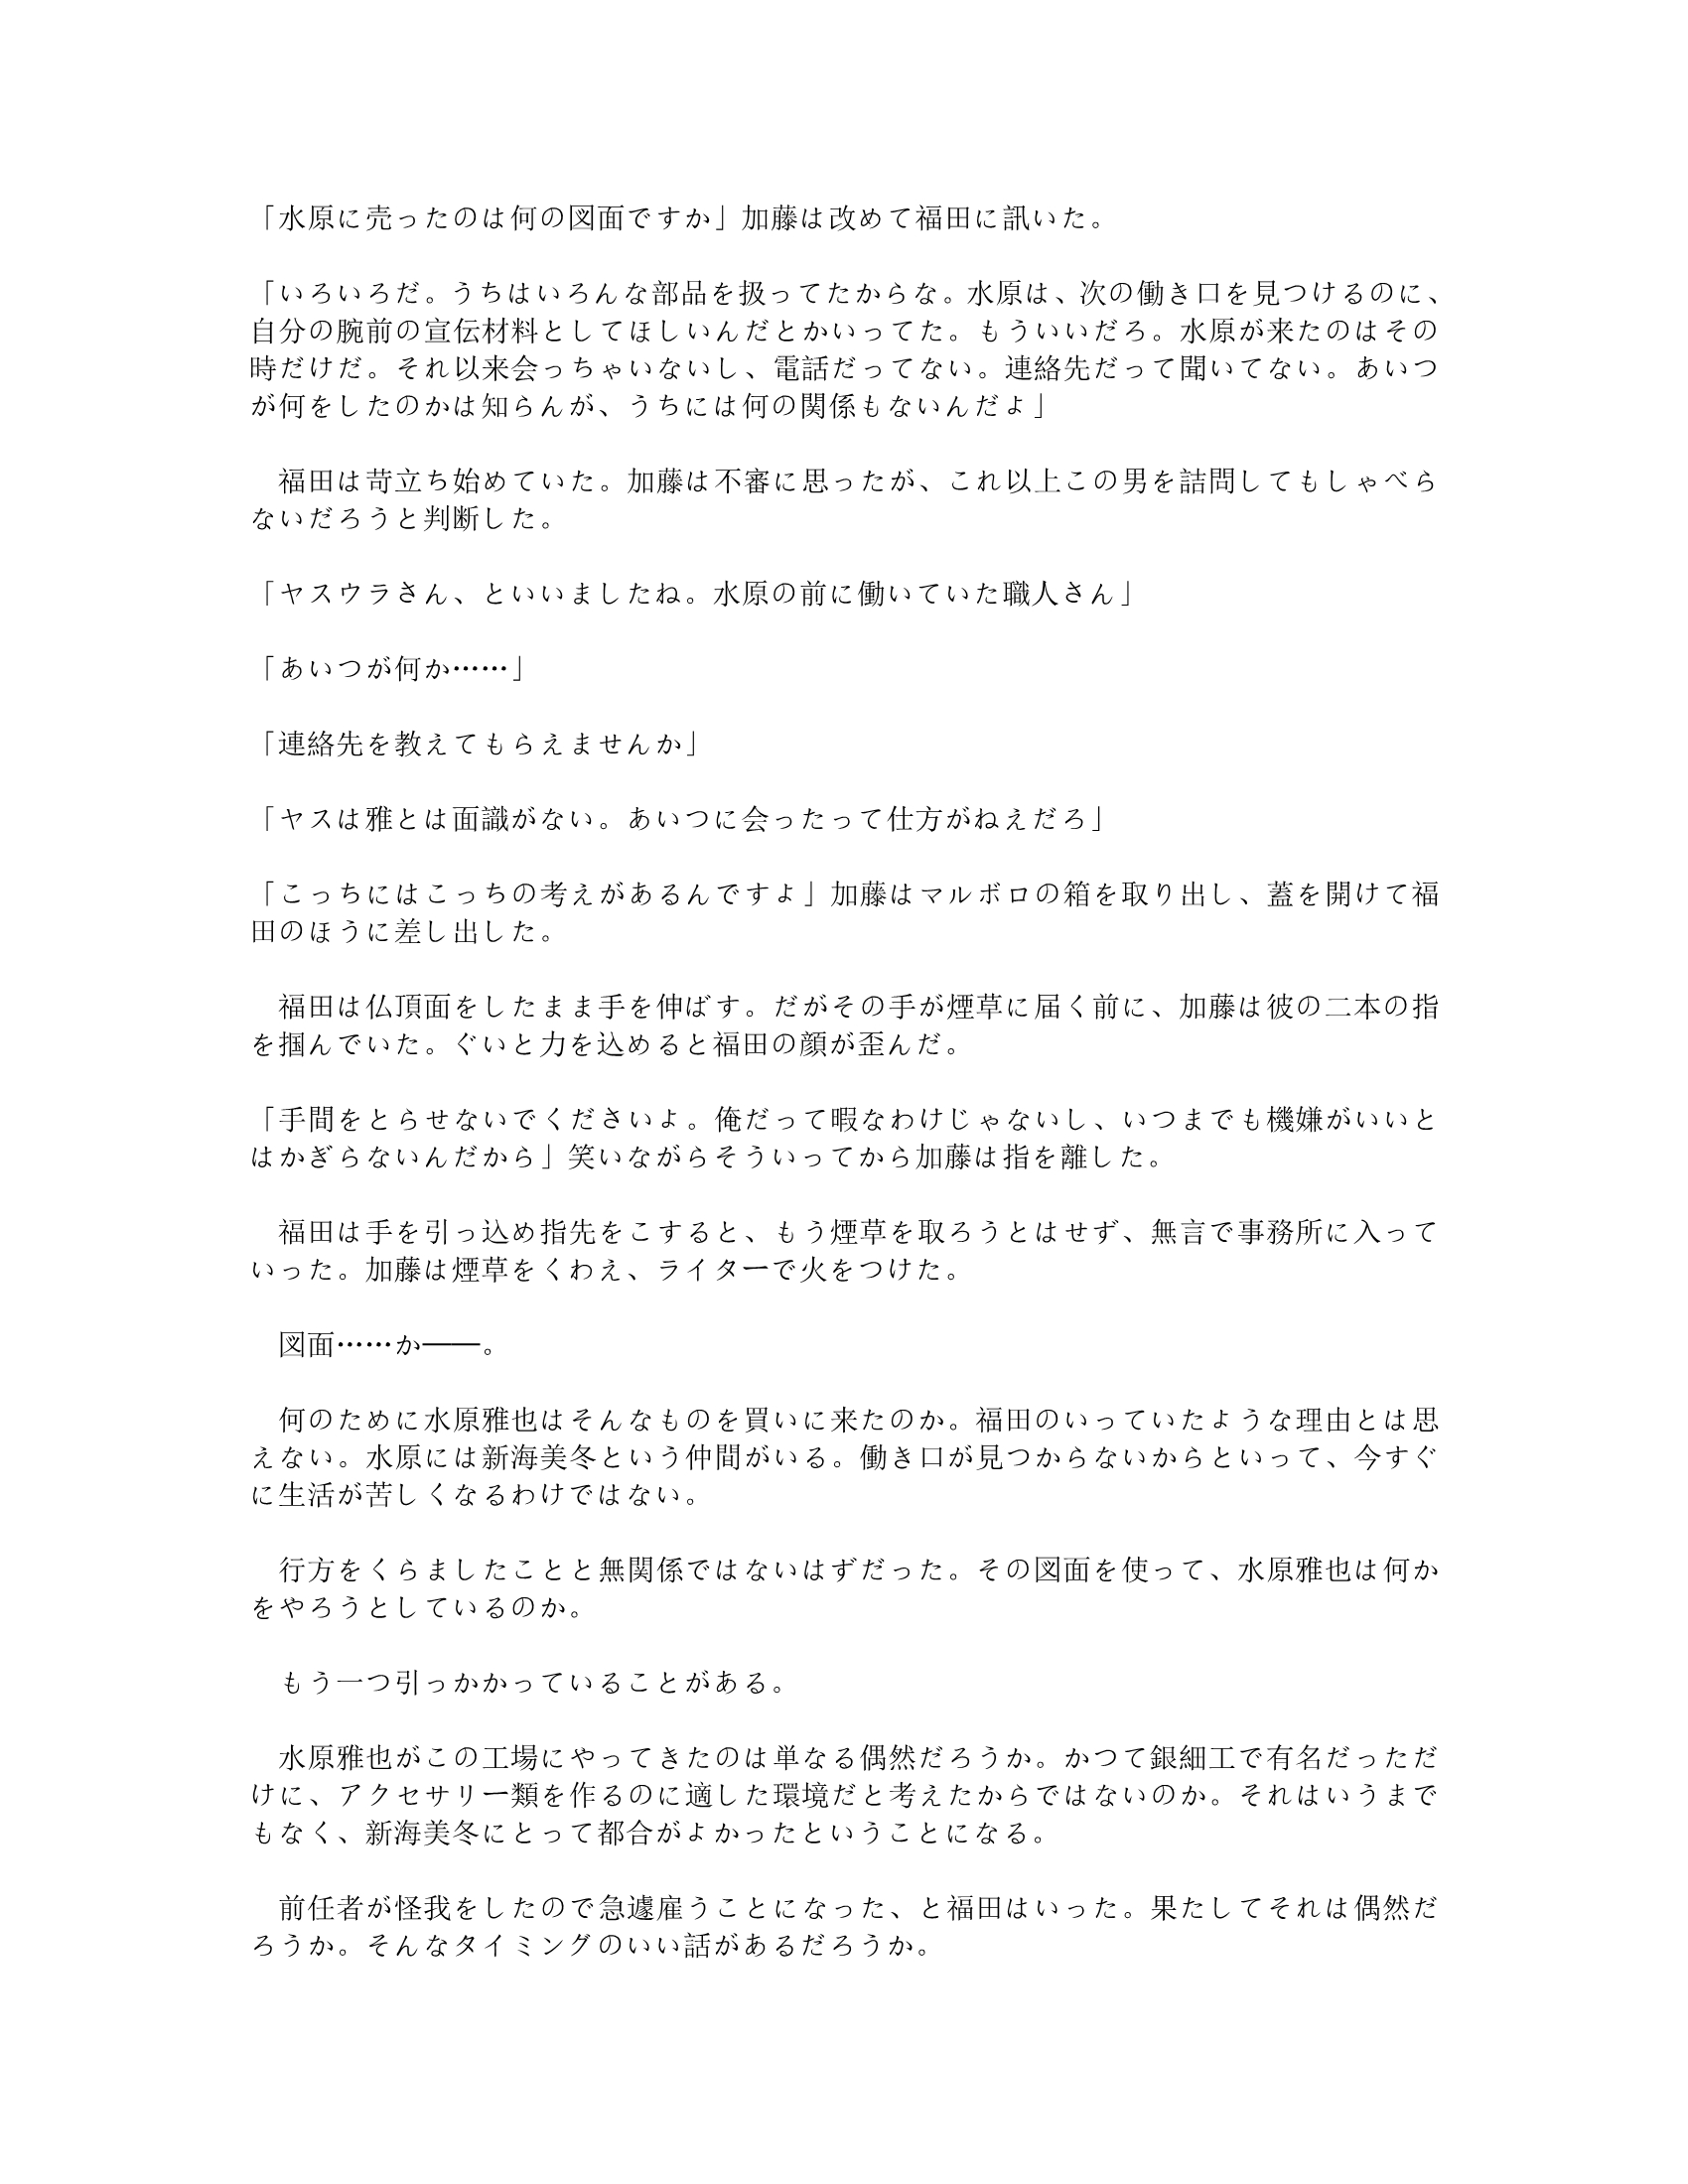 「水原に売ったのは何の図面ですか」加藤は改めて福田に訊いた。
「いろいろだ。うちはいろんな部品を扱ってたからな。水原は、次の働き口を見つけるのに、
自分の腕前の宣伝材料としてほしいんだとかいってた。もういいだろ。水原が来たのはその
時だけだ。それ以来会っちゃいないし、電話だってない。連絡先だって聞いてない。あいつ
が何をしたのかは知らんが、うちには何の関係もないんだよ」
　福田は苛立ち始めていた。加藤は不審に思ったが、これ以上この男を詰問してもしゃべら
ないだろうと判断した。
「ヤスウラさん、といいましたね。水原の前に働いていた職人さん」
「あいつが何か……」
「連絡先を教えてもらえませんか」
「ヤスは雅とは面識がない。あいつに会ったって仕方がねえだろ」
「こっちにはこっちの考えがあるんですよ」加藤はマルボロの箱を取り出し、蓋を開けて福
田のほうに差し出した。
　福田は仏頂面をしたまま手を伸ばす。だがその手が煙草に届く前に、加藤は彼の二本の指
を掴んでいた。ぐいと力を込めると福田の顔が歪んだ。
「手間をとらせないでくださいよ。俺だって暇なわけじゃないし、いつまでも機嫌がいいと
はかぎらないんだから」笑いながらそういってから加藤は指を離した。
　福田は手を引っ込め指先をこすると、もう煙草を取ろうとはせず、無言で事務所に入って
いった。加藤は煙草をくわえ、ライターで火をつけた。
　図面……か――。
　何のために水原雅也はそんなものを買いに来たのか。福田のいっていたような理由とは思
えない。水原には新海美冬という仲間がいる。働き口が見つからないからといって、今すぐ
に生活が苦しくなるわけではない。
　行方をくらましたことと無関係ではないはずだった。その図面を使って、水原雅也は何か
をやろうとしているのか。
　もう一つ引っかかっていることがある。
　水原雅也がこの工場にやってきたのは単なる偶然だろうか。かつて銀細工で有名だっただ
けに、アクセサリー類を作るのに適した環境だと考えたからではないのか。それはいうまで
もなく、新海美冬にとって都合がよかったということになる。
　前任者が怪我をしたので急遽雇うことになった、と福田はいった。果たしてそれは偶然だ
ろうか。そんなタイミングのいい話があるだろうか。